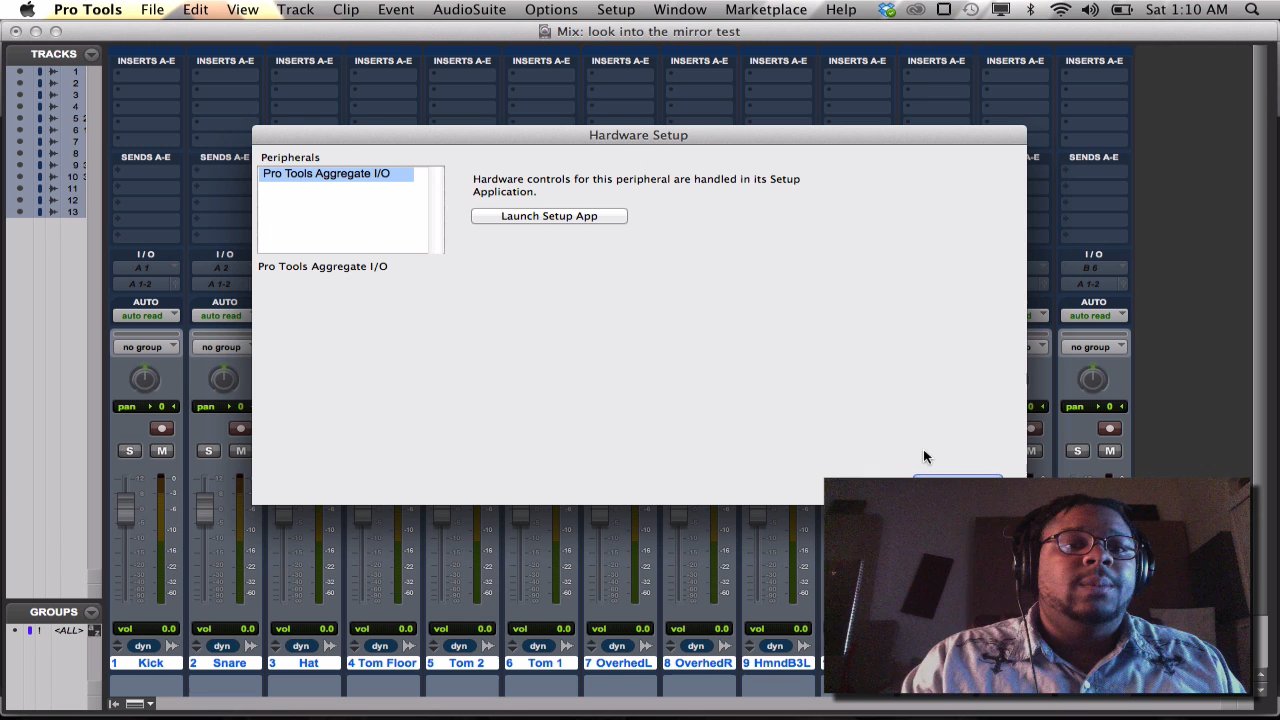 Pro Tools File Edit View Track Clip Event AudioSuite Options Setup Window Marketplace Help Sat 1:10 AM
Mix: look into the mirror test
TRACKS
INSERTS A-E INSERTS A-E INSERTS A-E INSERTS A-E INSERTS A-E INSERTS A-E INSERTS A-E INSERTS A-E INSERTS A-E INSERTS A-E INSERTS A-E INSERTS A-E INSERTS A-E
1
2
3
4
5 2
6 1
7
8
9 3
10 3
11
12
13
Hardware Setup
Peripherals
Pro Tools Aggregate I/O
Hardware controls for this peripheral are handled in its Setup
Application.
Launch Setup App
Pro Tools Aggregate I/O
SENDS A-E SENDS A-E SENDS A-E
I / O I / O I / O
A 1 A 2 B 6
A 1-2 A 1-2 A 1-2
AUTO AUTO AUTO
auto read auto read auto read
no group no group no group
pan 0 pan 0 pan 0
S M S M M S M
vol 0.0 vol 0.0 vol 0.0 vol 0.0 vol 0.0 vol 0.0 vol 0.0 vol 0.0 vol 0.0
dyn dyn dyn dyn dyn dyn dyn dyn dyn
1 Kick 2 Snare 3 Hat 4 Tom Floor 5 Tom 2 6 Tom 1 7 OverhedL 8 OverhedR 9 HmndB3L
GROUPS
! <ALL>